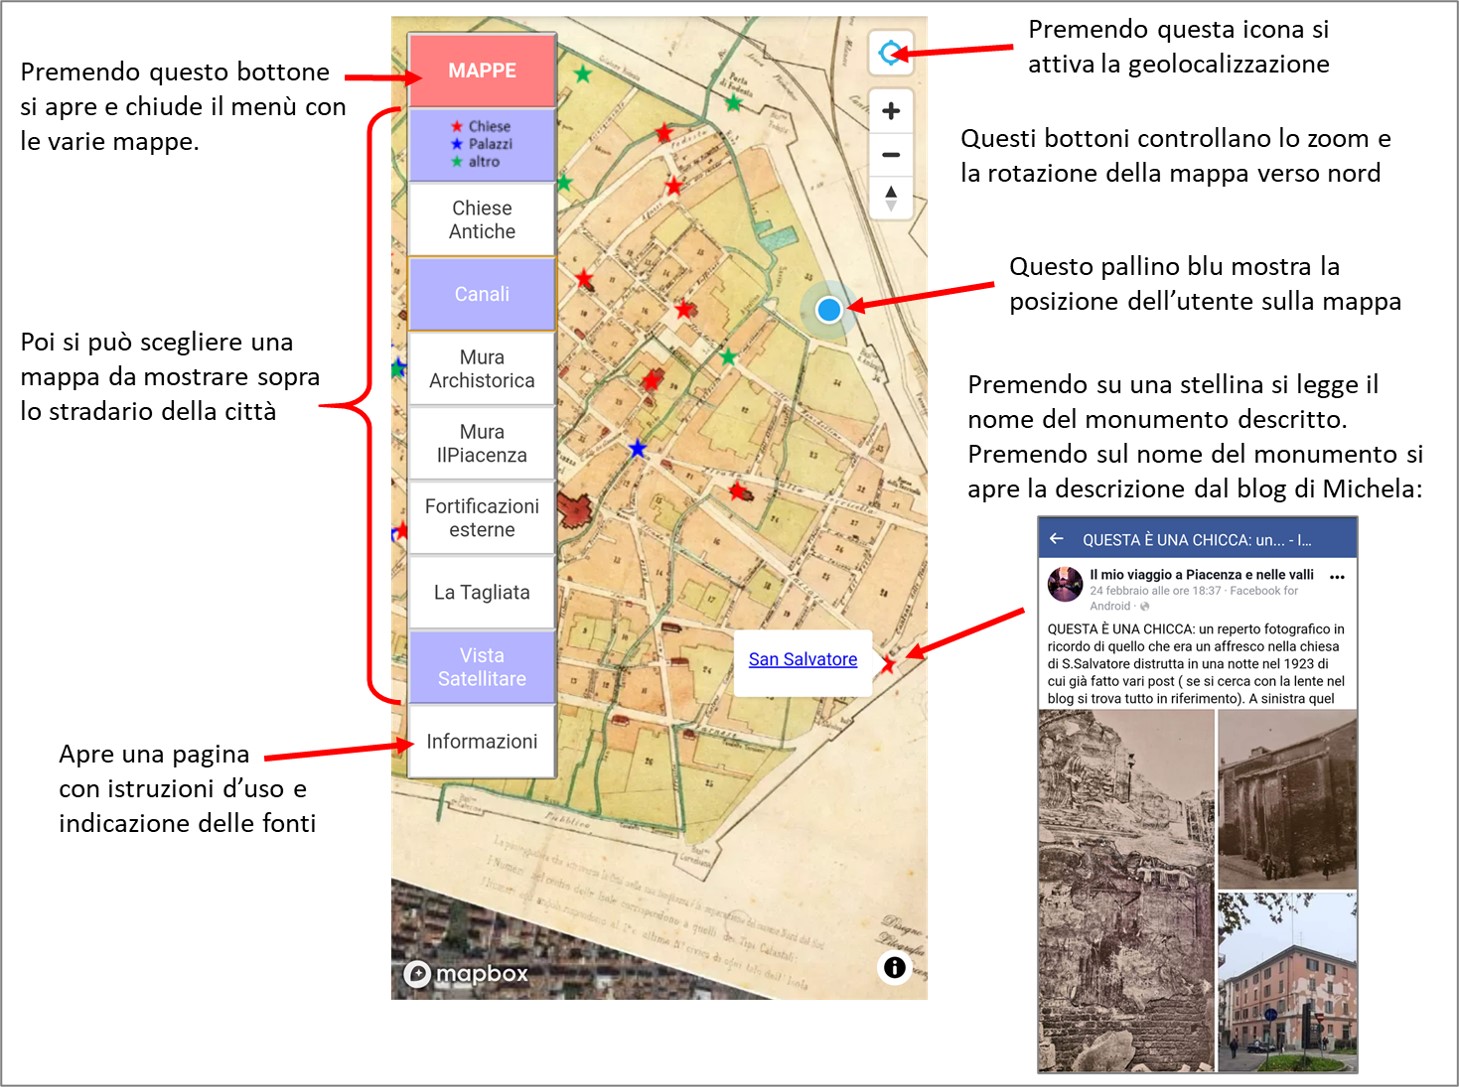 Premendo questo bottone
si apre e chiude il menù con
le varie mappe.
Poi si può scegliere una
mappa da mostrare sopra
lo stradario della città
Apre una pagina
con istruzioni d'uso e
indicazione delle fonti
MAPPE
Chiese
Palazzi
altro
Chiese
Antiche
Canali
Mura
Archistorica
Mura
IlPiacenza
Fortificazioni
esterne
La Tagliata
Vista
Satellitare
Informazioni
Porta
di Fodesta
San Salvatore
Pubblica
mapbox
Premendo questa icona si
attiva la geolocalizzazione
Questi bottoni controllano lo zoom e
la rotazione della mappa verso nord
Questo pallino blu mostra la
posizione dell'utente sulla mappa
Premendo su una stellina si legge il
nome del monumento descritto.
Premendo sul nome del monumento si
apre la descrizione dal blog di Michela:
QUESTA È UNA CHICCA: un... - I...
Il mio viaggio a Piacenza e nelle valli
24 febbraio alle ore 18:37 · Facebook for
Android ·
QUESTA È UNA CHICCA: un reperto fotografico in
ricordo di quello che era un affresco nella chiesa
di S.Salvatore distrutta in una notte nel 1923 di
cui già fatto vari post ( se si cerca con la lente nel
blog si trova tutto in riferimento). A sinistra quel